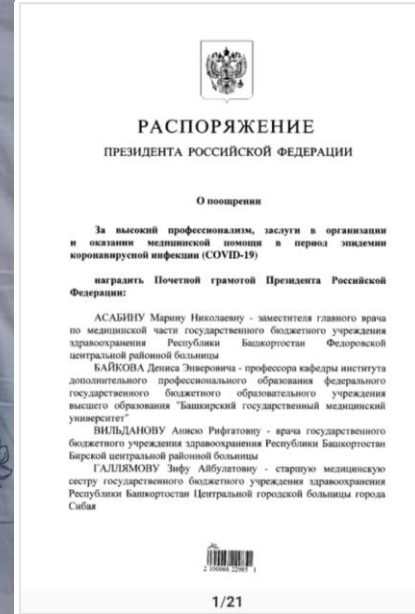 РАСПОРЯЖЕНИЕ
ПРЕЗИДЕНТА РОССИЙСКОЙ ФЕДЕРАЦИИ
О поощрении
За высокий профессионализм, заслуги в организации
и оказании медицинской помощи в период эпидемии
коронавирусной инфекции (COVID-19)
наградить Почетной грамотой Президента Российской
Федерации:
АСАБИНУ Марину Николаевну - заместителя главного врача
по медицинской части государственного бюджетного учреждения
здравоохранения Республики Башкортостан Федоровской
центральной районной больницы
БАЙКОВА Дениса Энверовича - профессора кафедры института
дополнительного профессионального образования федерального
государственного бюджетного образовательного учреждения
высшего образования "Башкирский государственный медицинский
университет"
ВИЛЬДАНОВУ Анисю Рифгатовну - врача государственного
бюджетного учреждения здравоохранения Республики Башкортостан
Бирской центральной районной больницы
ГАЛЛЯМОВУ Зифу Айбулатовну - старшую медицинскую
сестру государственного бюджетного учреждения здравоохранения
Республики Башкортостан Центральной городской больницы города
Сибая
2 100068 22985 1
1/21